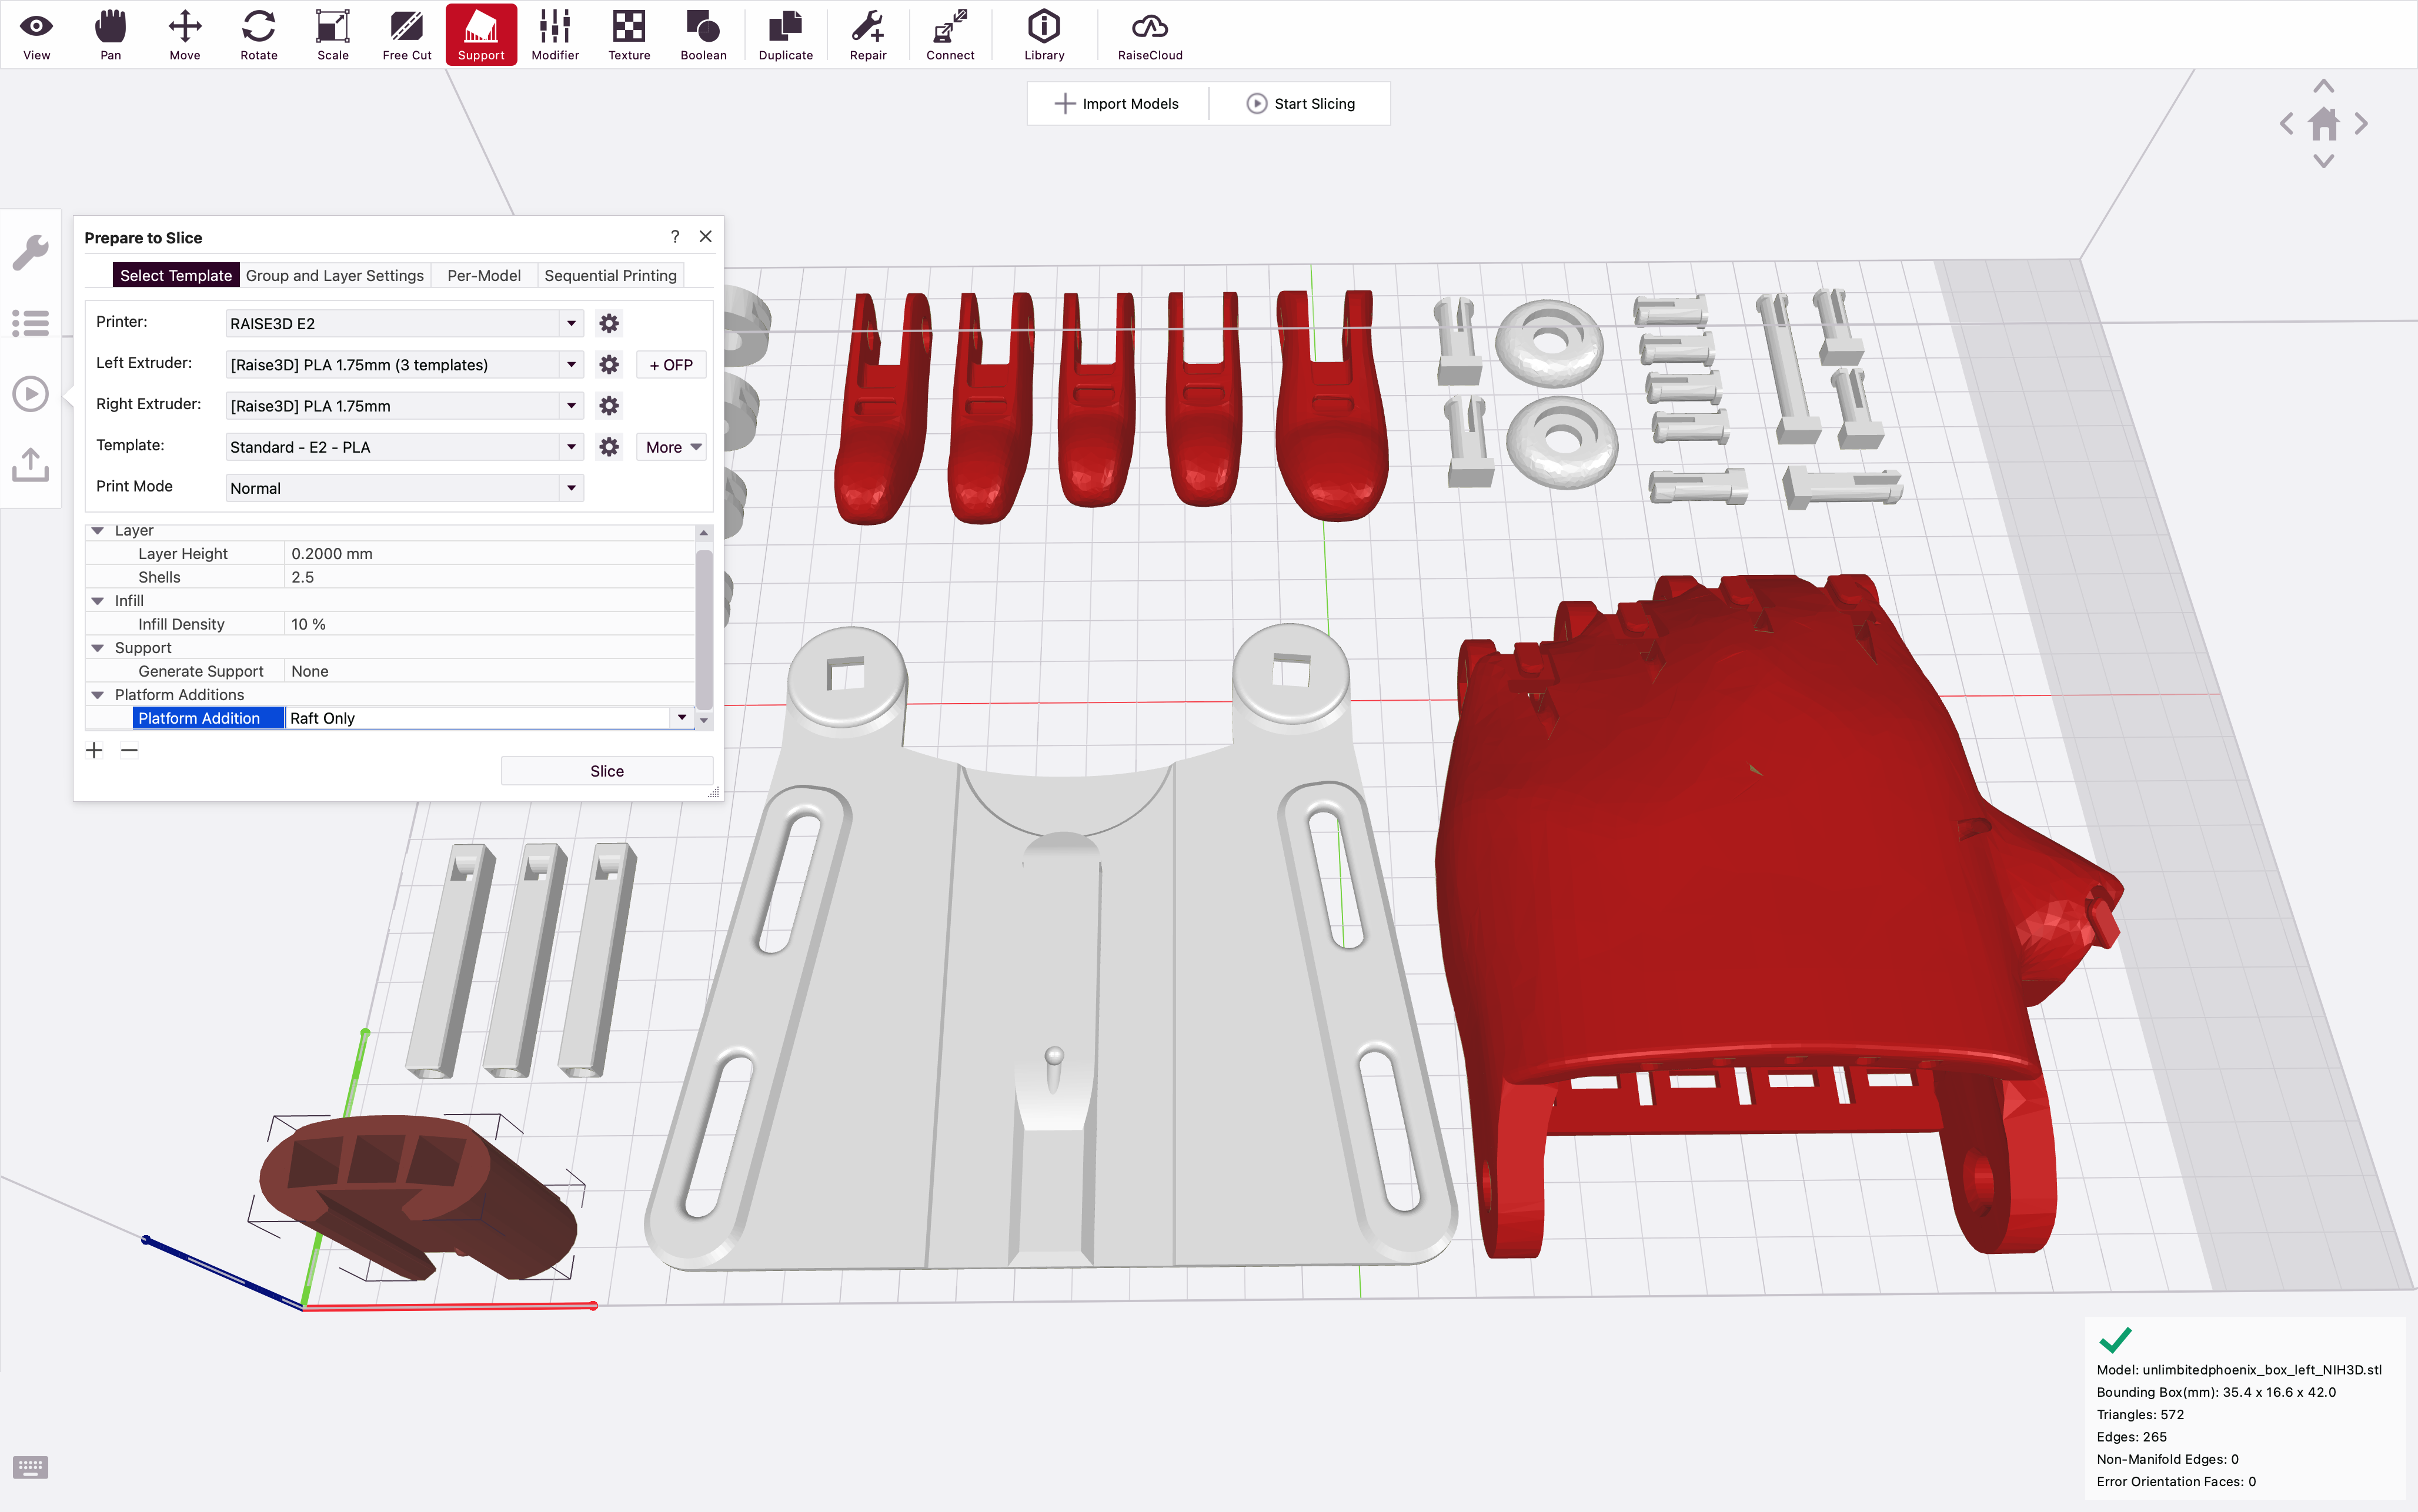 View
Pan
Move
Rotate
Scale
Free Cut
Support
Modifier
Texture
Boolean
Duplicate
Repair
Connect
Library
RaiseCloud
Import Models
Start Slicing
Prepare to Slice
?
Select Template
Group and Layer Settings
Per-Model
Sequential Printing
Printer:
RAISE3D E2
Left Extruder:
[Raise3D] PLA 1.75mm (3 templates)
+ OFP
Right Extruder:
[Raise3D] PLA 1.75mm
Template:
Standard - E2 - PLA
More
Print Mode
Normal
Layer
Layer Height
0.2000 mm
Shells
2.5
Infill
Infill Density
10 %
Support
Generate Support
None
Platform Additions
Platform Addition
Raft Only
Slice
Model: unlimbitedphoenix_box_left_NIH3D.stl
Bounding Box(mm): 35.4 x 16.6 x 42.0
Triangles: 572
Edges: 265
Non-Manifold Edges: 0
Error Orientation Faces: 0